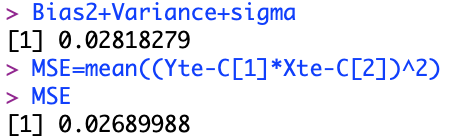 > Bias2+Variance+sigma
[1] 0.02818279
> MSE=mean((Yte-C[1]*Xte-C[2])^2)
> MSE
[1] 0.02689988